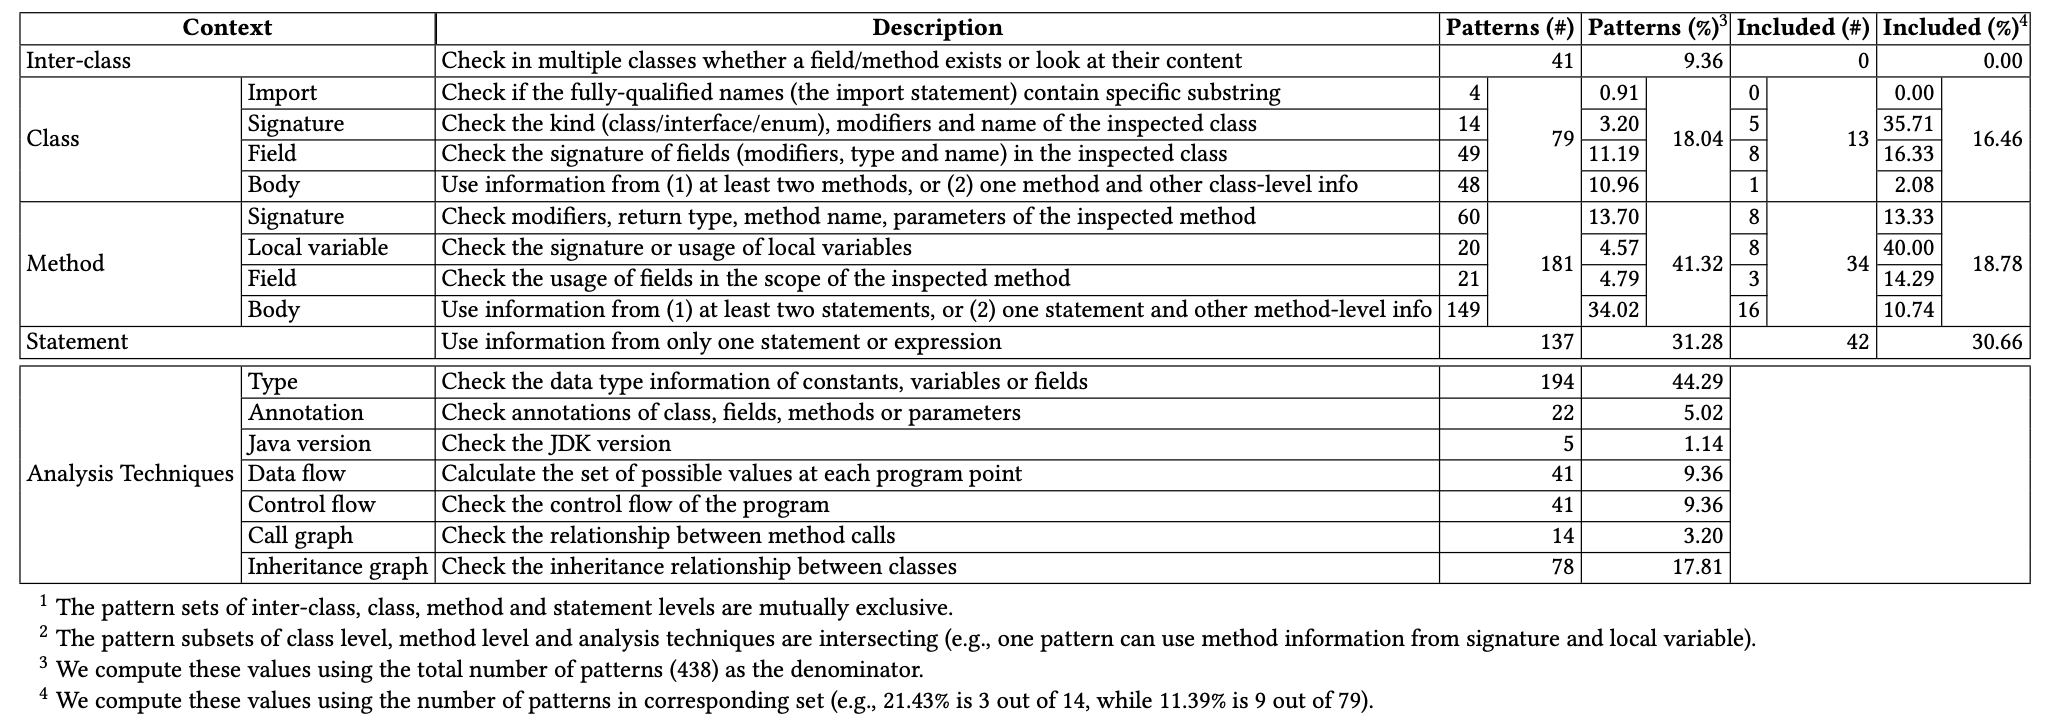 Context Description Patterns (#) Patterns (%)3 Included (#) Included (%)4
Inter-class Check in multiple classes whether a field/method exists or look at their content 41 9.36 0 0.00
Import Check if the fully-qualified names (the import statement) contain specific substring 4 0.91 0 0.00
Signature Check the kind (class/interface/enum), modifiers and name of the inspected class 14 3.20 5 35.71
Class 79 18.04 13 16.46
Field Check the signature of fields (modifiers, type and name) in the inspected class 49 11.19 8 16.33
Body Use information from (1) at least two methods, or (2) one method and other class-level info 48 10.96 1 2.08
Signature Check modifiers, return type, method name, parameters of the inspected method 60 13.70 8 13.33
Local variable Check the signature or usage of local variables 20 4.57 8 40.00
Method 181 41.32 34 18.78
Field Check the usage of fields in the scope of the inspected method 21 4.79 3 14.29
Body Use information from (1) at least two statements, or (2) one statement and other method-level info 149 34.02 16 10.74
Statement Use information from only one statement or expression 137 31.28 42 30.66
Type Check the data type information of constants, variables or fields 194 44.29
Annotation Check annotations of class, fields, methods or parameters 22 5.02
Java version Check the JDK version 5 1.14
Analysis Techniques Data flow Calculate the set of possible values at each program point 41 9.36
Control flow Check the control flow of the program 41 9.36
Call graph Check the relationship between method calls 14 3.20
Inheritance graph Check the inheritance relationship between classes 78 17.81
1 The pattern sets of inter-class, class, method and statement levels are mutually exclusive.
2 The pattern subsets of class level, method level and analysis techniques are intersecting (e.g., one pattern can use method information from signature and local variable).
3 We compute these values using the total number of patterns (438) as the denominator.
4 We compute these values using the number of patterns in corresponding set (e.g., 21.43% is 3 out of 14, while 11.39% is 9 out of 79).